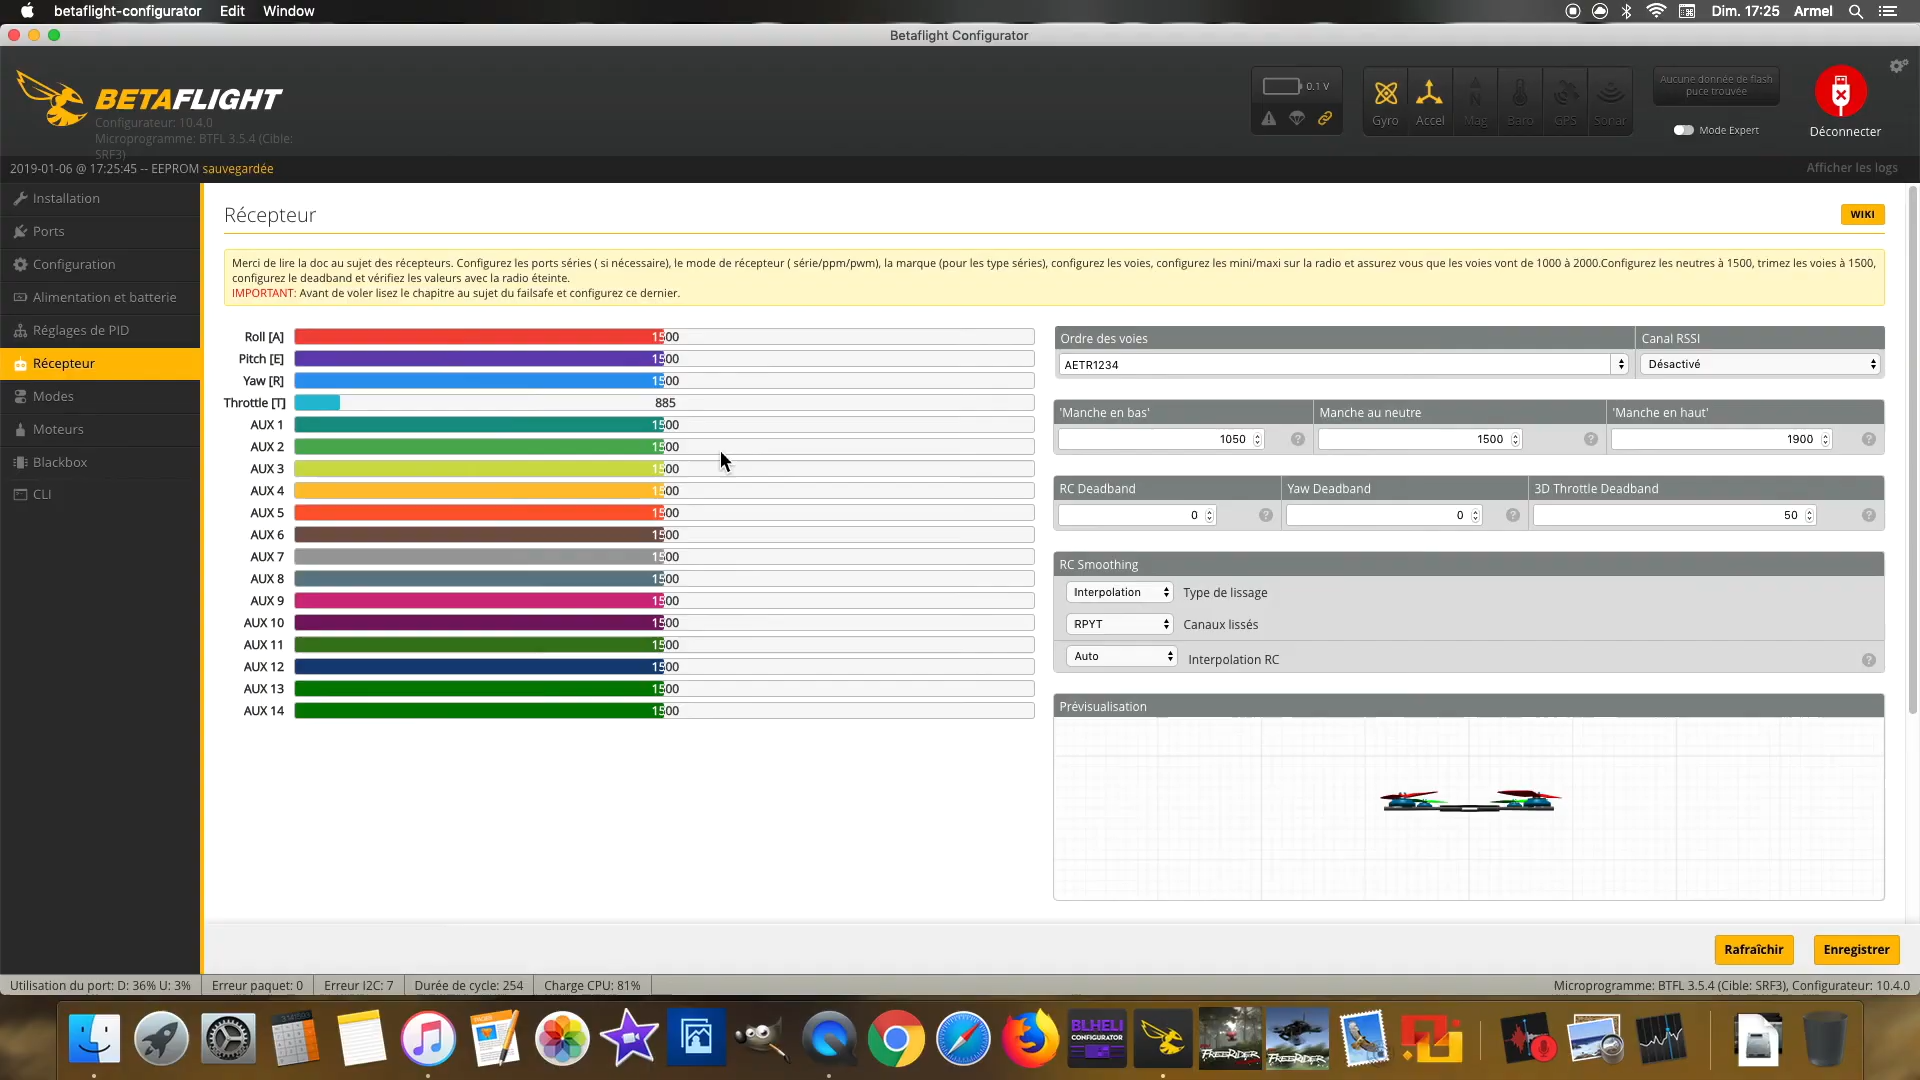 betaflight-configurator Edit Window
Dim. 17:25 Armel
Betaflight Configurator
BETAFLIGHT
Configurateur: 10.4.0
Microprogramme: BTFL 3.5.4 (Cible:
SRF3)
0.1 V
Gyro Accel Mag Baro GPS Sonar
Aucune donnée de flash
puce trouvée
Mode Expert
Déconnecter
2019-01-06 @ 17:25:45 -- EEPROM sauvegardée
Afficher les logs
Installation
Ports
Configuration
Alimentation et batterie
Réglages de PID
Récepteur
Modes
Moteurs
Blackbox
CLI
Récepteur
WIKI
Merci de lire la doc au sujet des récepteurs. Configurez les ports séries ( si nécessaire), le mode de récepteur ( série/ppm/pwm), la marque (pour les type séries), configurez les voies, configurez les mini/maxi sur la radio et assurez vous que les voies vont de 1000 à 2000.Configurez les neutres à 1500, trimez les voies à 1500,
configurez le deadband et vérifiez les valeurs avec la radio éteinte.
IMPORTANT: Avant de voler lisez le chapitre au sujet du failsafe et configurez ce dernier.
Roll [A] 1500
Pitch [E] 1500
Yaw [R] 1500
Throttle [T] 885
AUX 1 1500
AUX 2 1500
AUX 3 1500
AUX 4 1500
AUX 5 1500
AUX 6 1500
AUX 7 1500
AUX 8 1500
AUX 9 1500
AUX 10 1500
AUX 11 1500
AUX 12 1500
AUX 13 1500
AUX 14 1500
Ordre des voies Canal RSSI
AETR1234 Désactivé
'Manche en bas' Manche au neutre 'Manche en haut'
1050 ? 1500 ? 1900 ?
RC Deadband Yaw Deadband 3D Throttle Deadband
0 ? 0 ? 50 ?
RC Smoothing
Interpolation Type de lissage
RPYT Canaux lissés
Auto Interpolation RC ?
Prévisualisation
Rafraîchir Enregistrer
Utilisation du port: D: 36% U: 3% Erreur paquet: 0 Erreur I2C: 7 Durée de cycle: 254 Charge CPU: 81%
Microprogramme: BTFL 3.5.4 (Cible: SRF3), Configurateur: 10.4.0
BLHELI
CONFIGURATOR
FREERIDER
FREERIDER